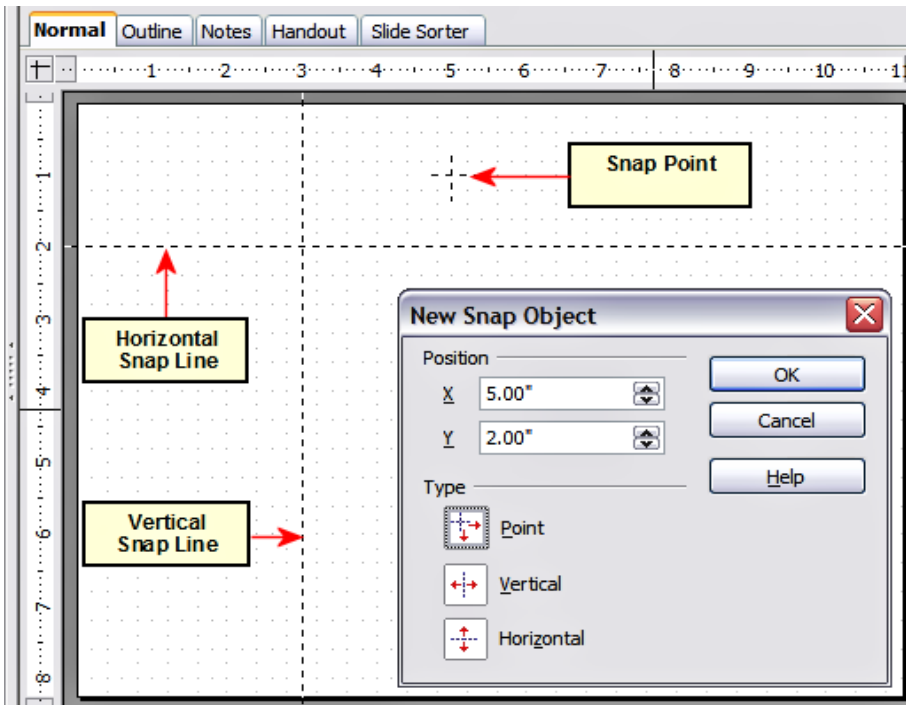 Normal Outline Notes Handout Slide Sorter
1 2 3 4 5 6 7 8 9 10 11
1
2
3
4
5
6
7
8
Snap Point
Horizontal
Snap Line
Vertical
Snap Line
New Snap Object
Position
X 5.00"
Y 2.00"
Type
Point
Vertical
Horizontal
OK
Cancel
Help